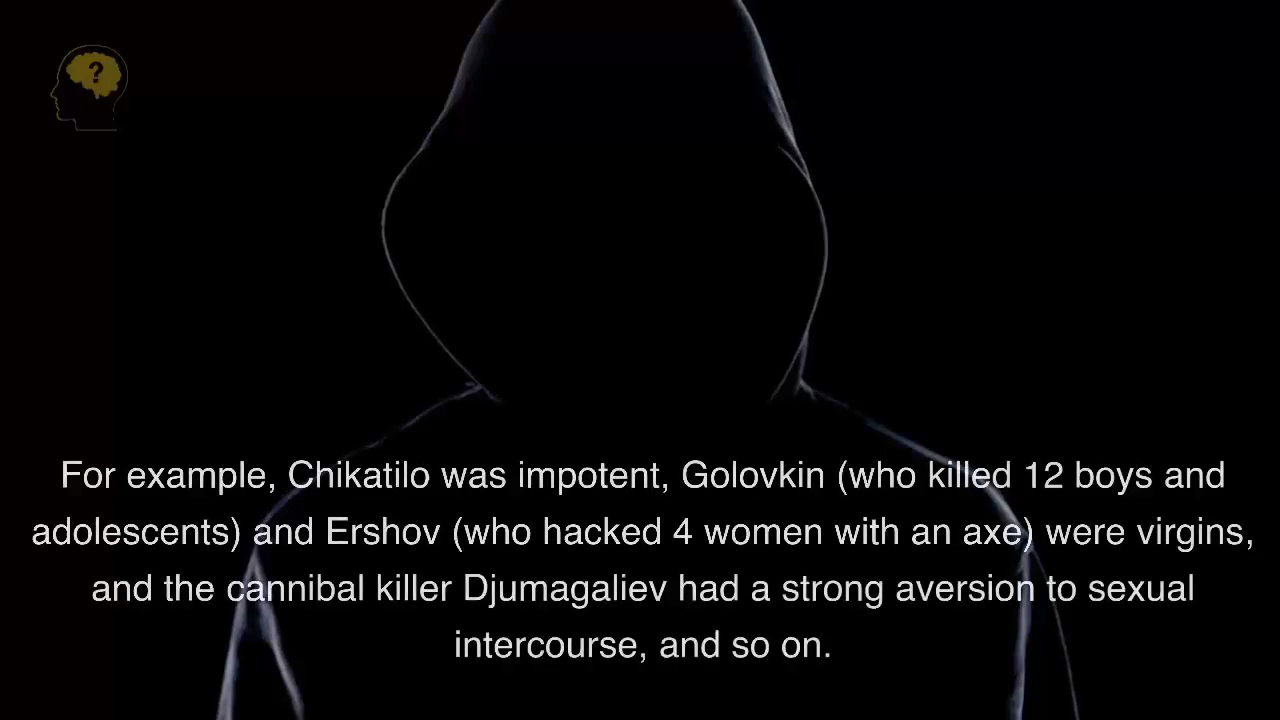 ?
For example, Chikatilo was impotent, Golovkin (who killed 12 boys and
adolescents) and Ershov (who hacked 4 women with an axe) were virgins,
and the cannibal killer Djumagaliev had a strong aversion to sexual
intercourse, and so on.